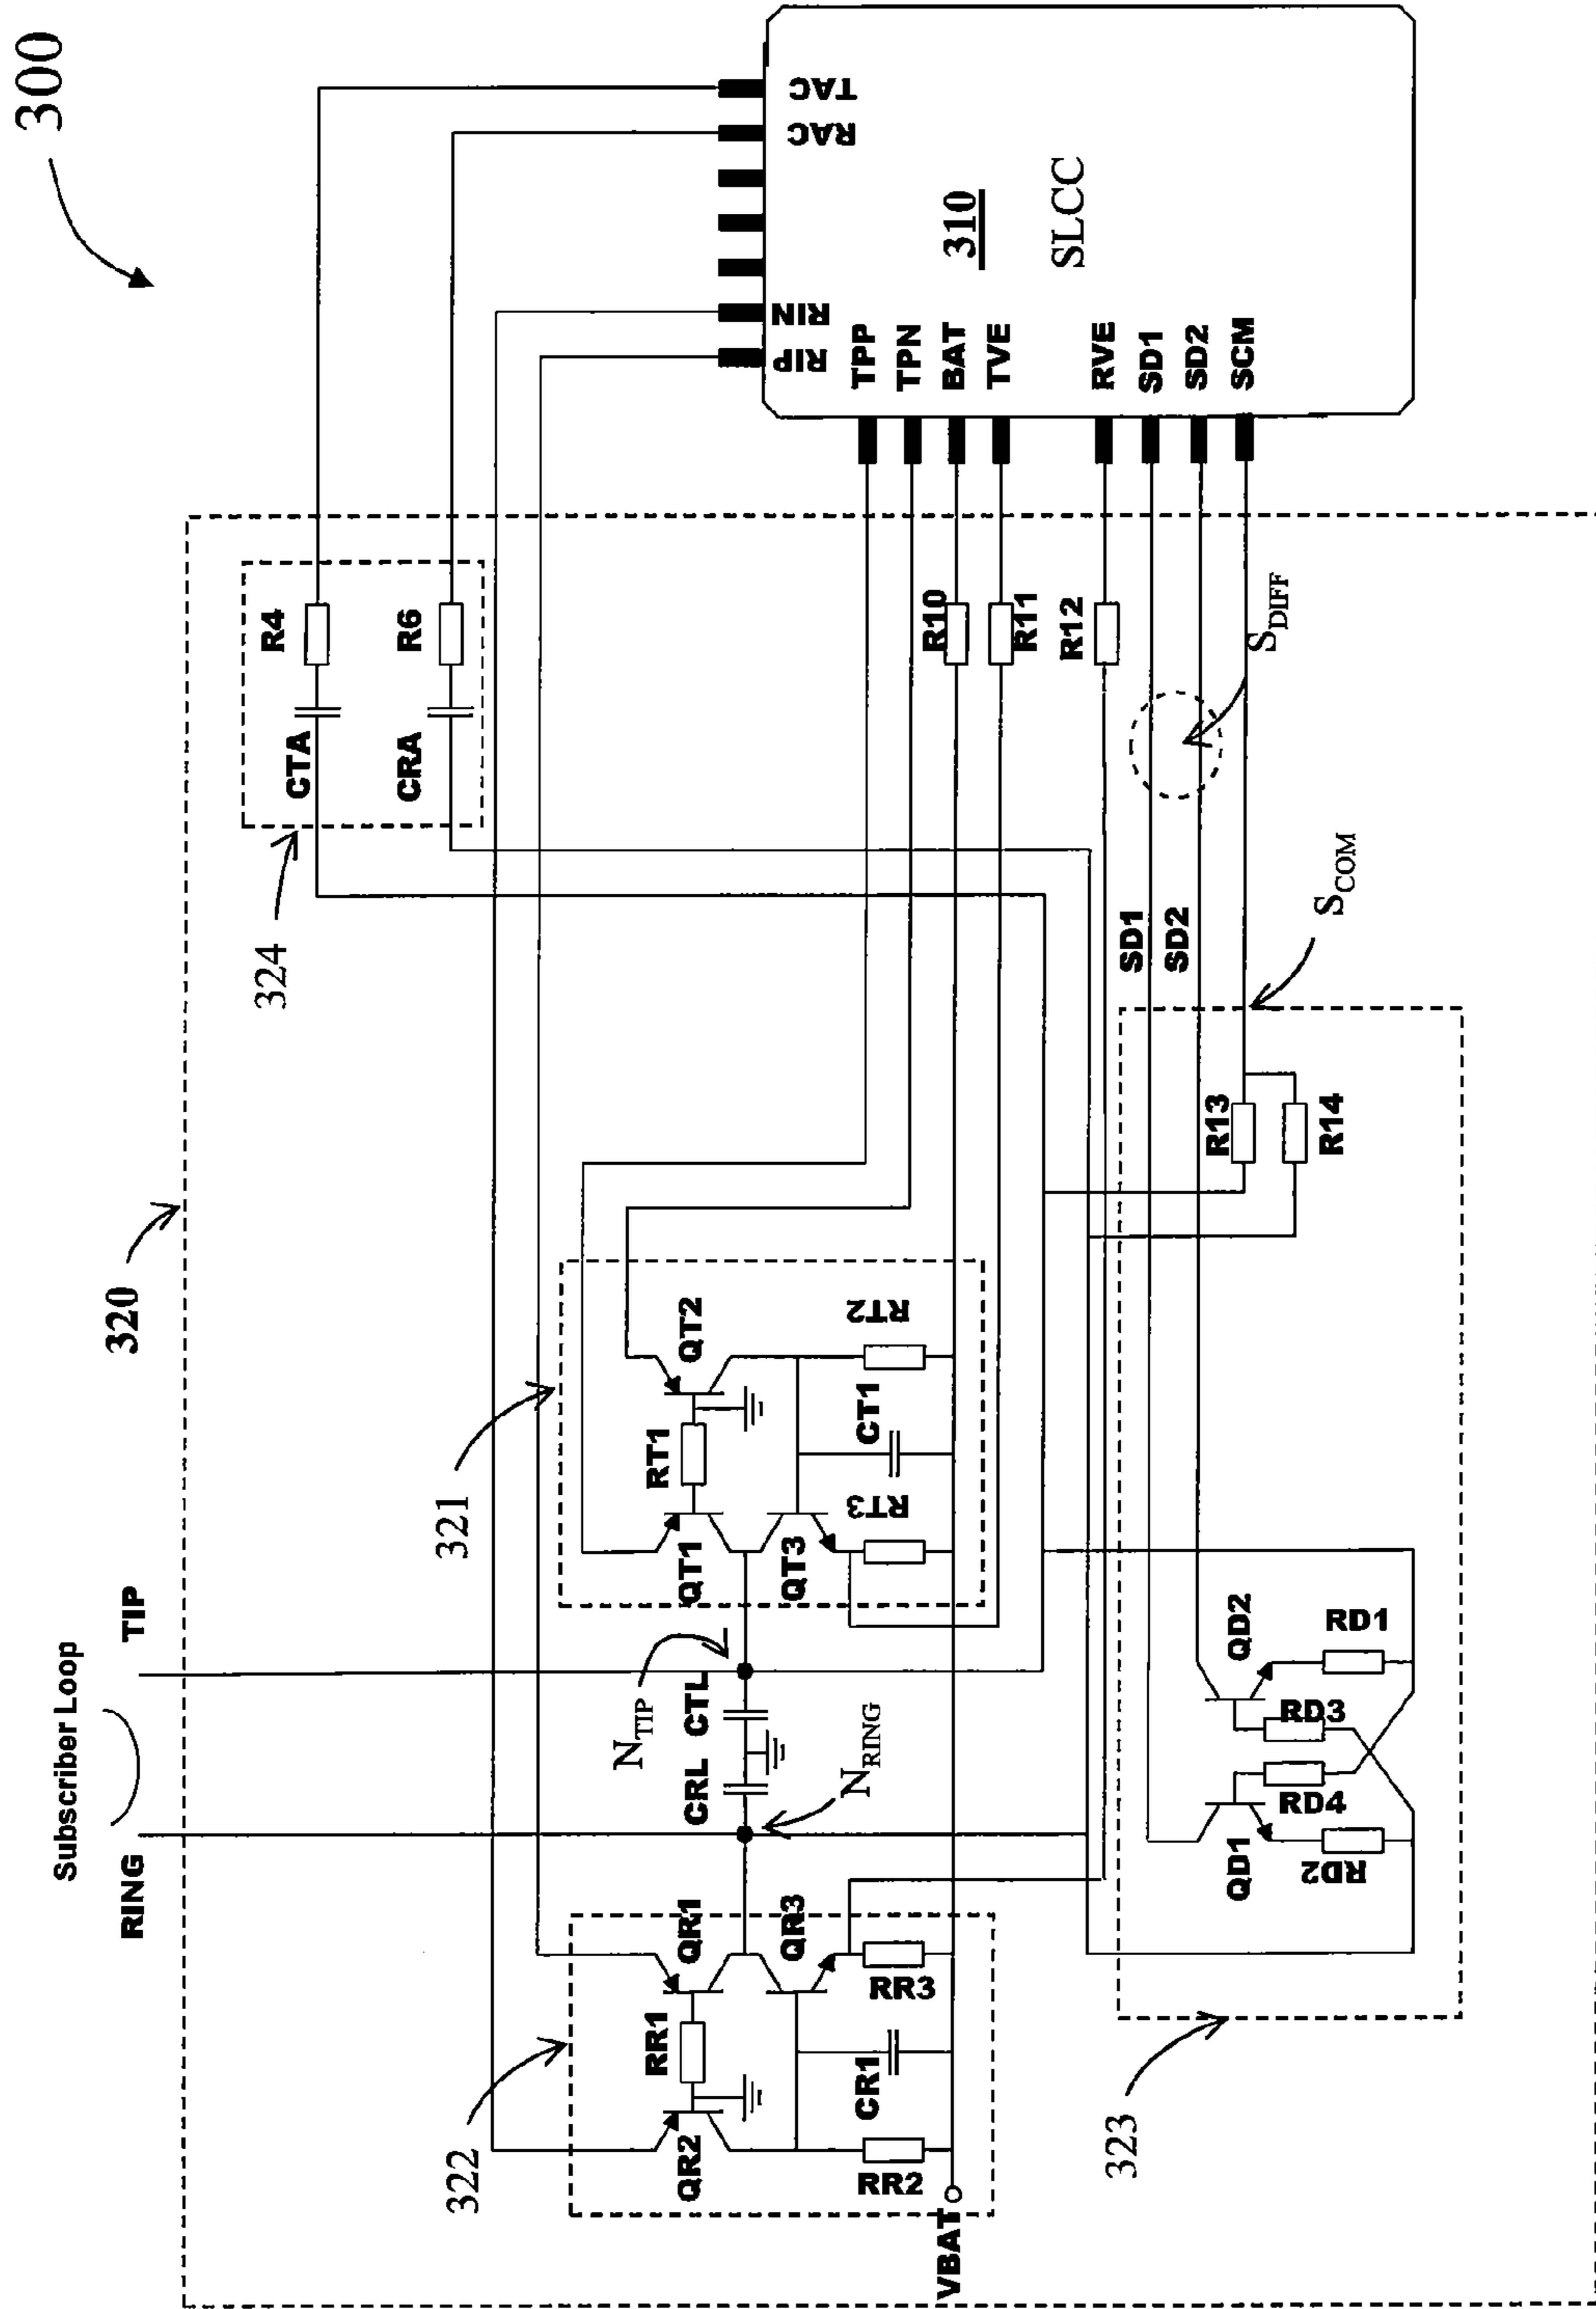 300
Subscriber Loop
RING
TIP
320
324
R4
CTA
R6
CRA
TAC
RAC
RIN
RIP
310
SLCC
TPP
TPN
BAT
TVE
RVE
SD1
SD2
SCM
321
QT1
RT1
QT2
QT3
RT3
CT1
RT2
322
QR2
RR1
QR1
QR3
RR2
CR1
RR3
VBAT
CRL
CTL
NTIP
NRING
R10
R11
R12
SDIFF
SD1
SD2
SCOM
R13
R14
323
QD1
RD2
RD4
RD3
QD2
RD1